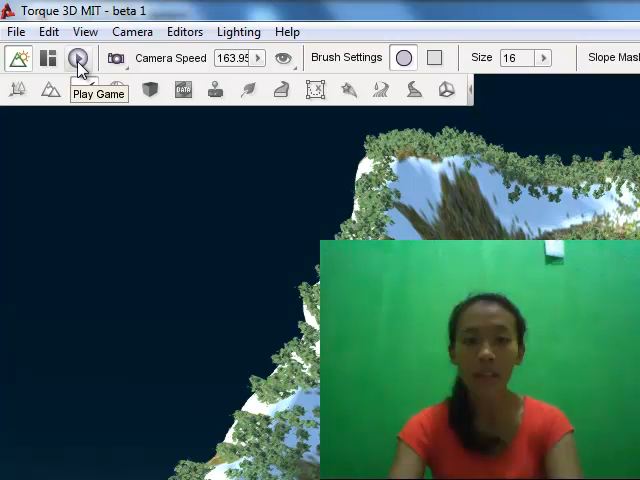 Torque 3D MIT - beta 1
File Edit View Camera Editors Lighting Help
Camera Speed 163.95 Brush Settings Size 16 Slope Mask
DATA
Play Game